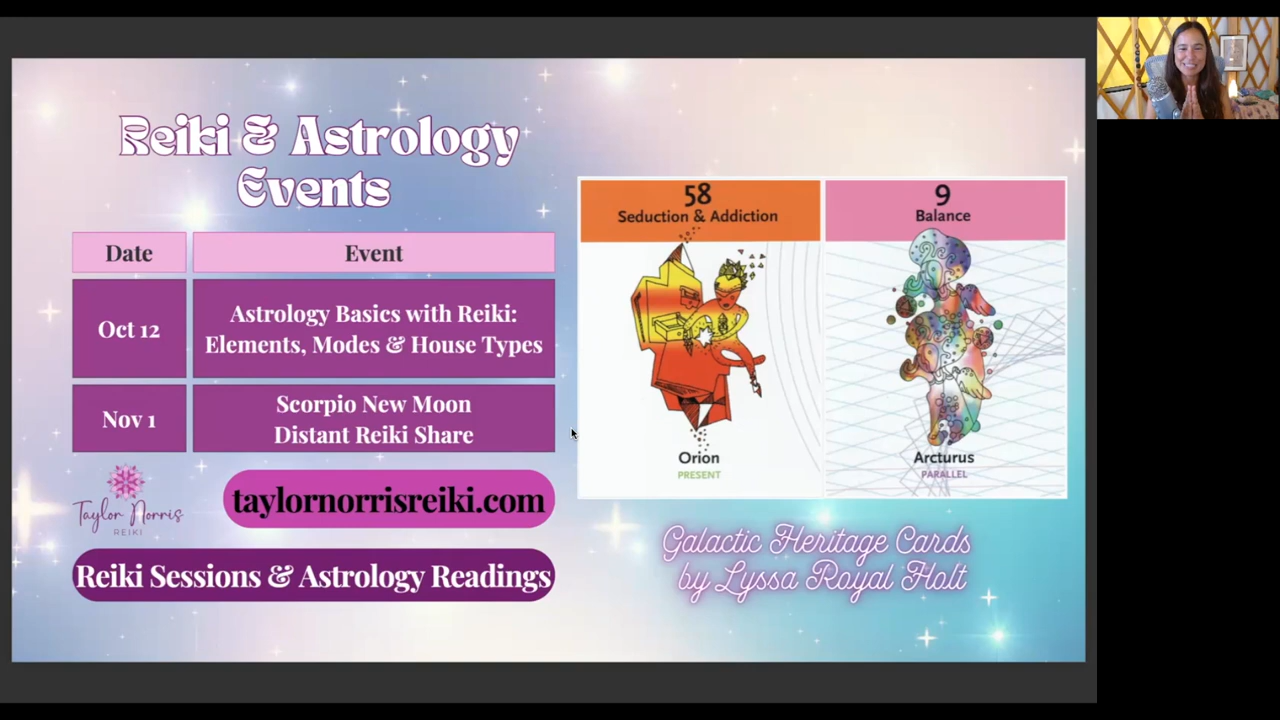 Reiki & Astrology
Events
Date
Event
Oct 12
Astrology Basics with Reiki:
Elements, Modes & House Types
Nov 1
Scorpio New Moon
Distant Reiki Share
Taylor Norris
REIKI
taylornorrisreiki.com
Reiki Sessions & Astrology Readings
58
Seduction & Addiction
Orion
PRESENT
9
Balance
Arcturus
PARALLEL
Galactic Heritage Cards
by Lyssa Royal Holt